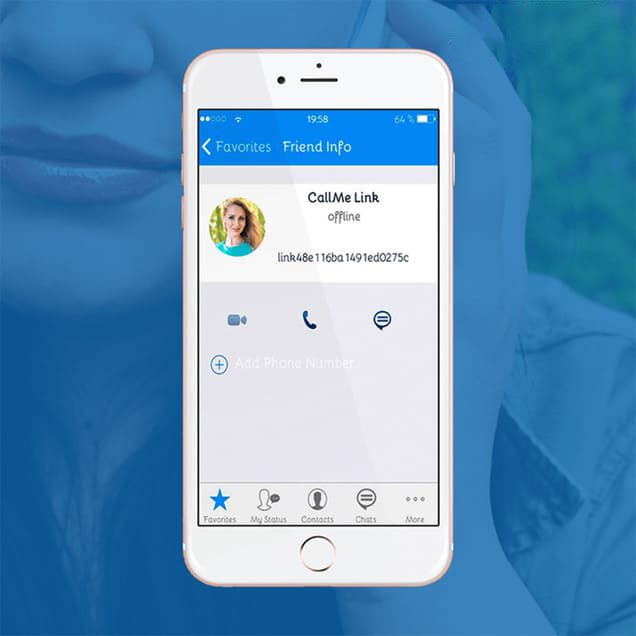 19:58 64 %
Favorites Friend Info
CallMe Link
offline
link48e116ba1491ed0275c
Add Phone Number
Favorites My Status Contacts Chats More